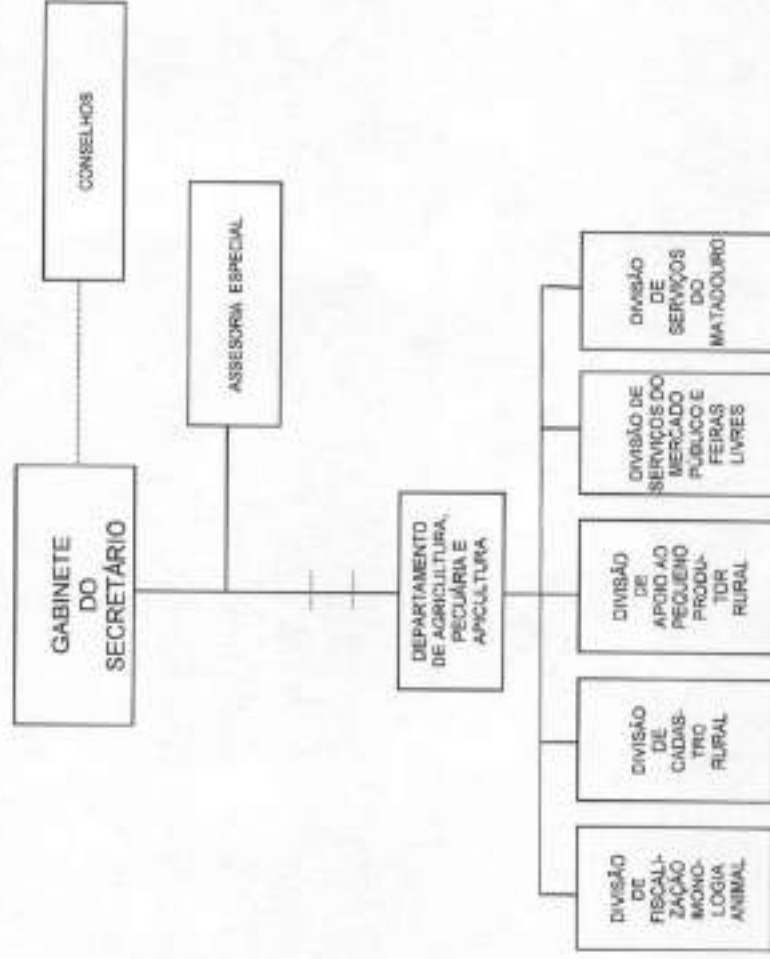 CONSELHOS
GABINETE
DO
SECRETÁRIO
ASSESORIA ESPECIAL
DEPARTAMENTO
DE AGRICULTURA,
PECUÁRIA E
APICULTURA
DIVISÃO
DE
FISCALI-
ZAÇÃO
MONO-
LOGIA
ANIMAL
DIVISÃO
DE
CADAS-
TRO
RURAL
DIVISÃO
DE
APOIO AO
PEQUENO
PRODU-
TOR
RURAL
DIVISÃO DE
SERVIÇOS DO
MERCADO
PÚBLICO E
FEIRAS
LIVRES
DIVISÃO
DE
SERVIÇOS
DO
MATADOURO